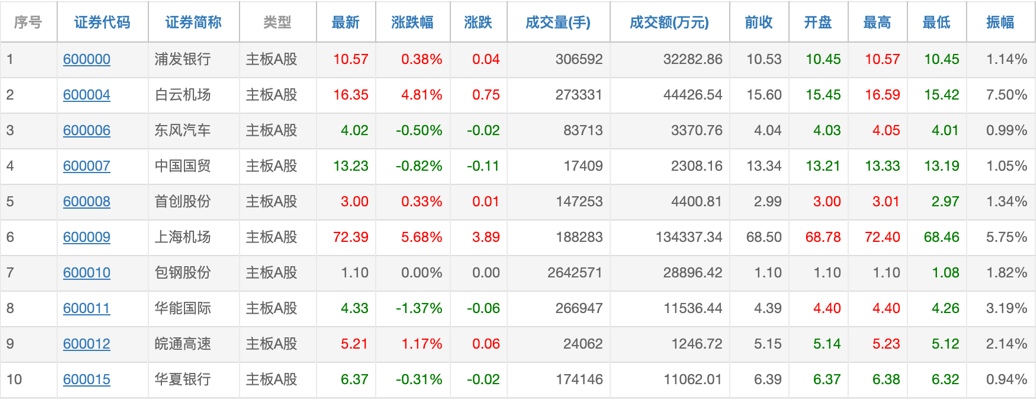 序号 证券代码 证券简称 类型 最新 涨跌幅 涨跌 成交量(手) 成交额(万元) 前收 开盘 最高 最低 振幅
1 600000 浦发银行 主板A股 10.57 0.38% 0.04 306592 32282.86 10.53 10.45 10.57 10.45 1.14%
2 600004 白云机场 主板A股 16.35 4.81% 0.75 273331 44426.54 15.60 15.45 16.59 15.42 7.50%
3 600006 东风汽车 主板A股 4.02 -0.50% -0.02 83713 3370.76 4.04 4.03 4.05 4.01 0.99%
4 600007 中国国贸 主板A股 13.23 -0.82% -0.11 17409 2308.16 13.34 13.21 13.33 13.19 1.05%
5 600008 首创股份 主板A股 3.00 0.33% 0.01 147253 4400.81 2.99 3.00 3.01 2.97 1.34%
6 600009 上海机场 主板A股 72.39 5.68% 3.89 188283 134337.34 68.50 68.78 72.40 68.46 5.75%
7 600010 包钢股份 主板A股 1.10 0.00% 0.00 2642571 28896.42 1.10 1.10 1.10 1.08 1.82%
8 600011 华能国际 主板A股 4.33 -1.37% -0.06 266947 11536.44 4.39 4.40 4.40 4.26 3.19%
9 600012 皖通高速 主板A股 5.21 1.17% 0.06 24062 1246.72 5.15 5.14 5.23 5.12 2.14%
10 600015 华夏银行 主板A股 6.37 -0.31% -0.02 174146 11062.01 6.39 6.37 6.38 6.32 0.94%